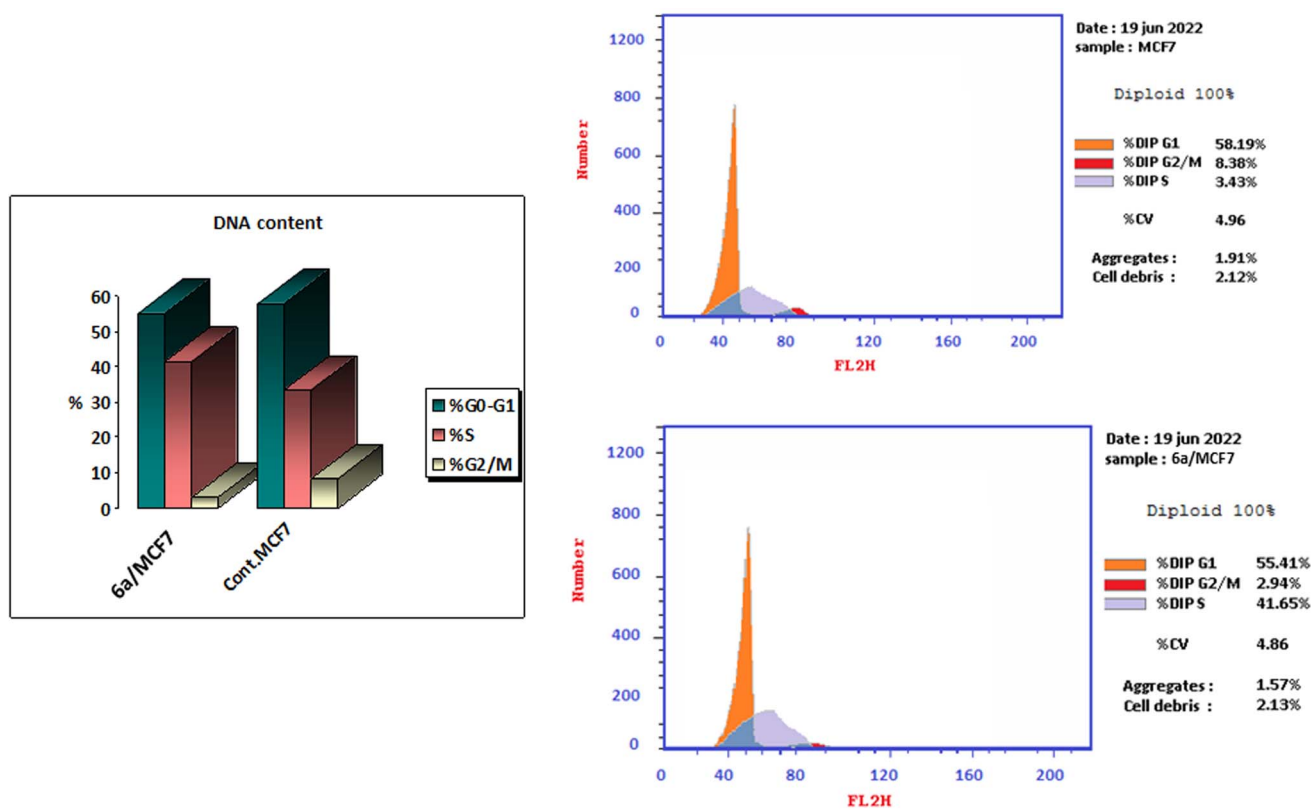 DNA content
60
50
40
% 30
20
10
0
6a/MCF7
Cont.MCF7
%G0-G1
%S
%G2/M
1200
800
600
400
200
0
Number
0 40 80 120 160 200
FL2H
Date : 19 jun 2022
sample : MCF7
Diploid 100%
%DIP G1 58.19%
%DIP G2/M 8.38%
%DIP S 3.43%
%CV 4.96
Aggregates : 1.91%
Cell debris : 2.12%
1200
800
600
400
200
0
Number
0 40 80 120 160 200
FL2H
Date : 19 jun 2022
sample : 6a/MCF7
Diploid 100%
%DIP G1 55.41%
%DIP G2/M 2.94%
%DIP S 41.65%
%CV 4.86
Aggregates : 1.57%
Cell debris : 2.13%